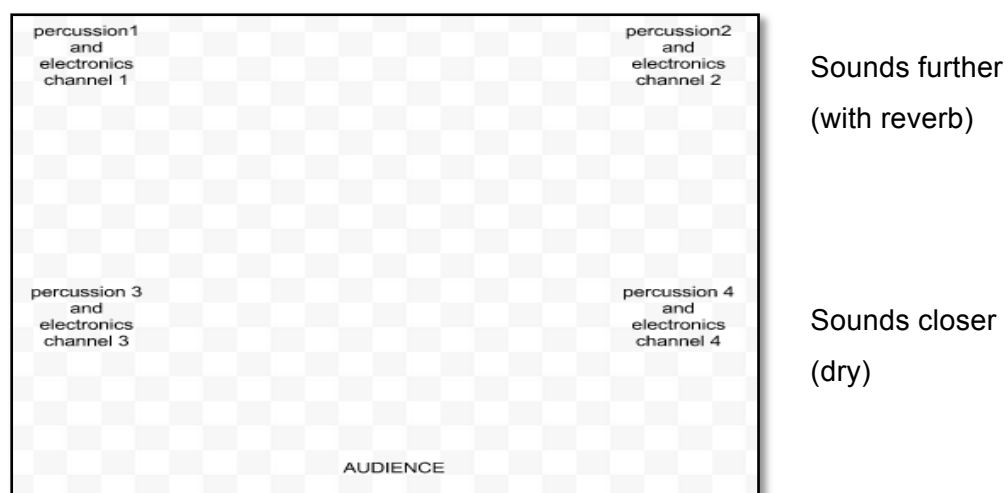 percussion1
and
electronics
channel 1
percussion2
and
electronics
channel 2
Sounds further
(with reverb)
percussion 3
and
electronics
channel 3
percussion 4
and
electronics
channel 4
Sounds closer
(dry)
AUDIENCE